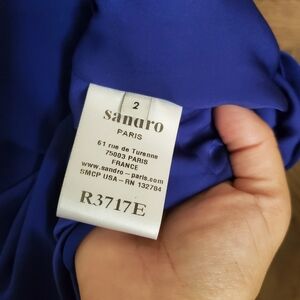 2
sandro
PARIS
61 rue de Turenne
75003 PARIS
FRANCE
www.sandro-paris.com
SMCP USA-RN 132784
R3717E